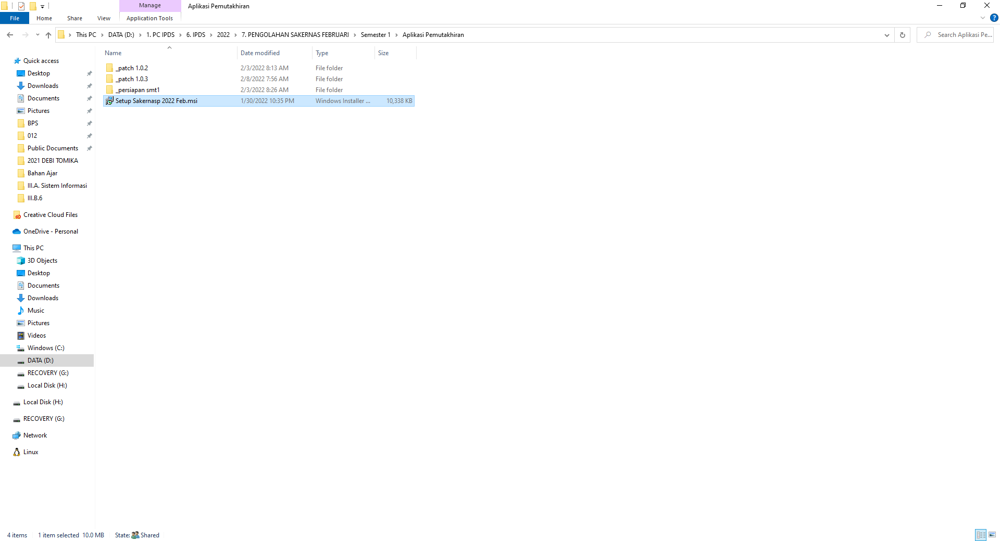 Manage
Aplikasi Pemutakhiran
File
Home
Share
View
Application Tools
This PC > DATA (D:) > 1. PC IPDS > 6. IPDS > 2022 > 7. PENGOLAHAN SAKERNAS FEBRUARI > Semester 1 > Aplikasi Pemutakhiran
Search Aplikasi Pe...
Name Date modified Type Size
_patch 1.0.2 2/3/2022 8:13 AM File folder
_patch 1.0.3 2/8/2022 7:56 AM File folder
_persiapan smt1 2/3/2022 8:26 AM File folder
Setup Sakernasp 2022 Feb.msi 1/30/2022 10:35 PM Windows Installer ... 10,338 KB
Quick access
Desktop
Downloads
Documents
Pictures
BPS
012
Public Documents
2021 DEBI TOMIKA
Bahan Ajar
III.A. Sistem Informasi
III.B.6
Creative Cloud Files
OneDrive - Personal
This PC
3D Objects
Desktop
Documents
Downloads
Music
Pictures
Videos
Windows (C:)
DATA (D:)
RECOVERY (G:)
Local Disk (H:)
Local Disk (H:)
RECOVERY (G:)
Network
Linux
4 items 1 item selected 10.0 MB State: Shared